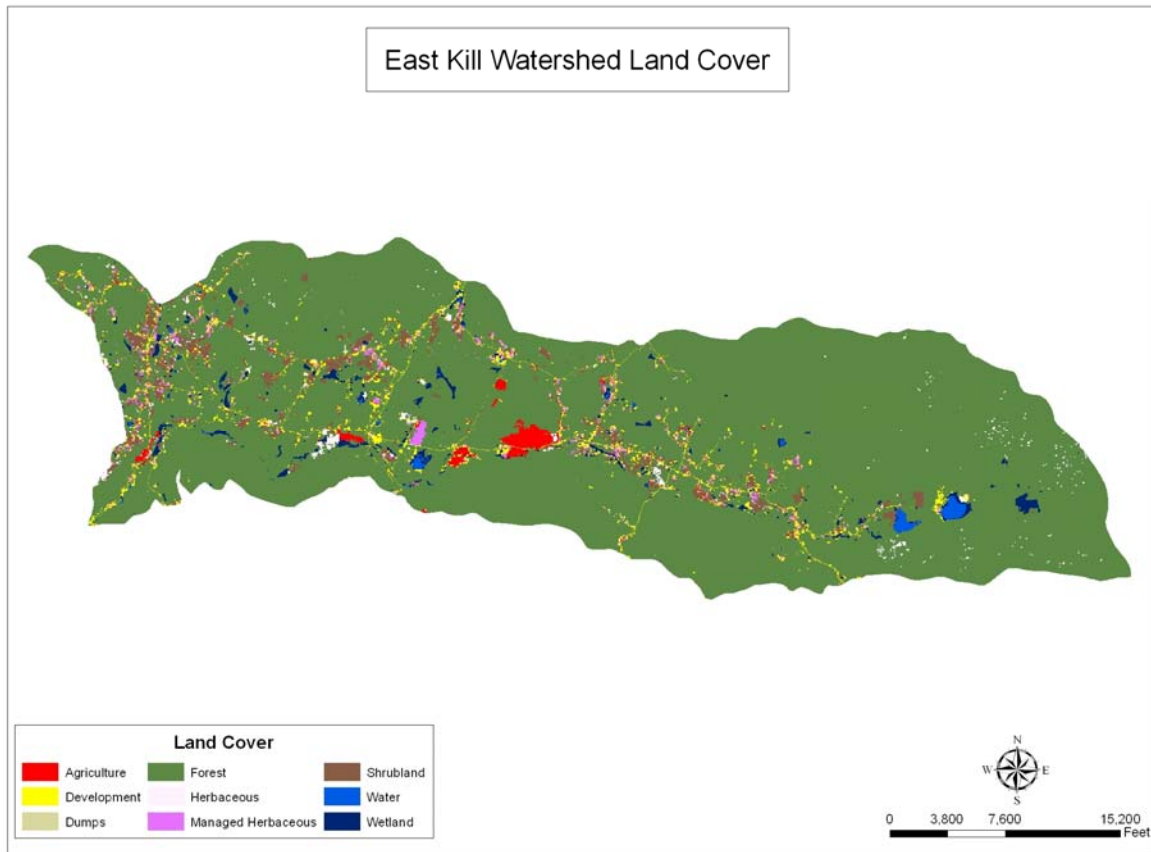 East Kill Watershed Land Cover
Land Cover
Agriculture Forest Shrubland
Development Herbaceous Water
Dumps Managed Herbaceous Wetland
N
W E
S
0 3,800 7,600 15,200
Feet